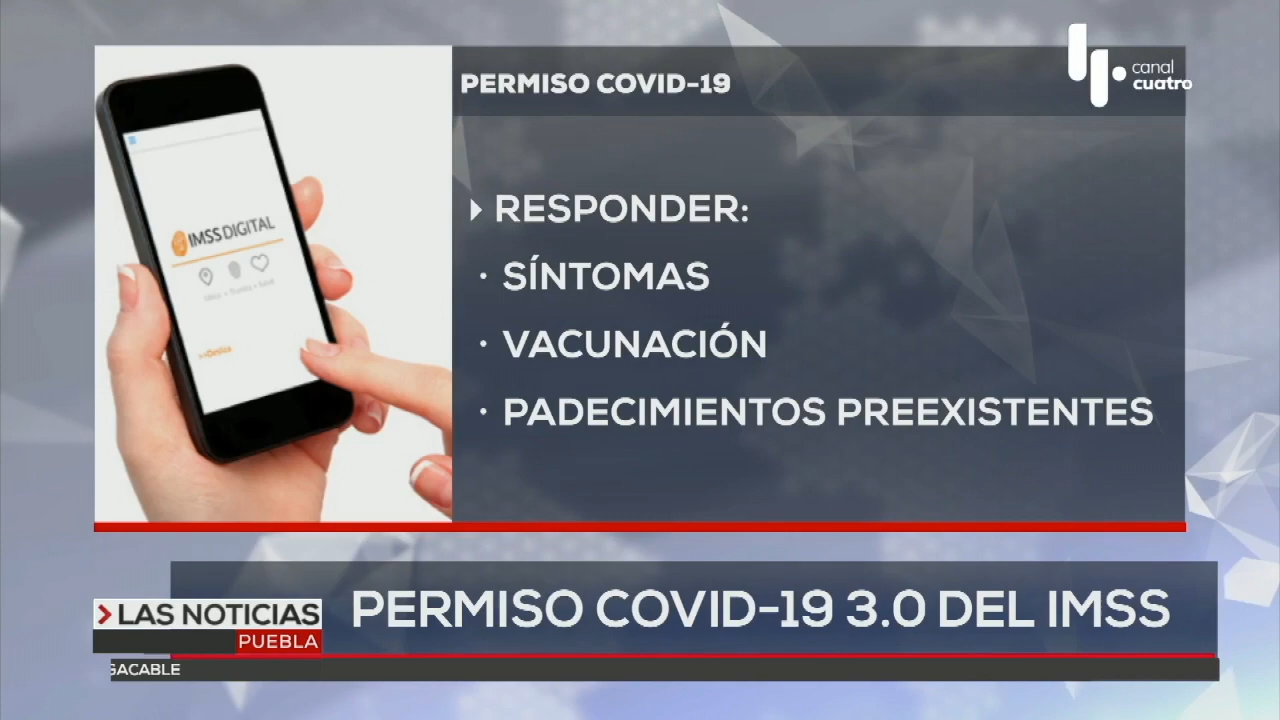 PERMISO COVID-19
canal
cuatro
IMSS DIGITAL
RESPONDER:
· SÍNTOMAS
· VACUNACIÓN
· PADECIMIENTOS PREEXISTENTES
LAS NOTICIAS
PUEBLA
PERMISO COVID-19 3.0 DEL IMSS
GACABLE